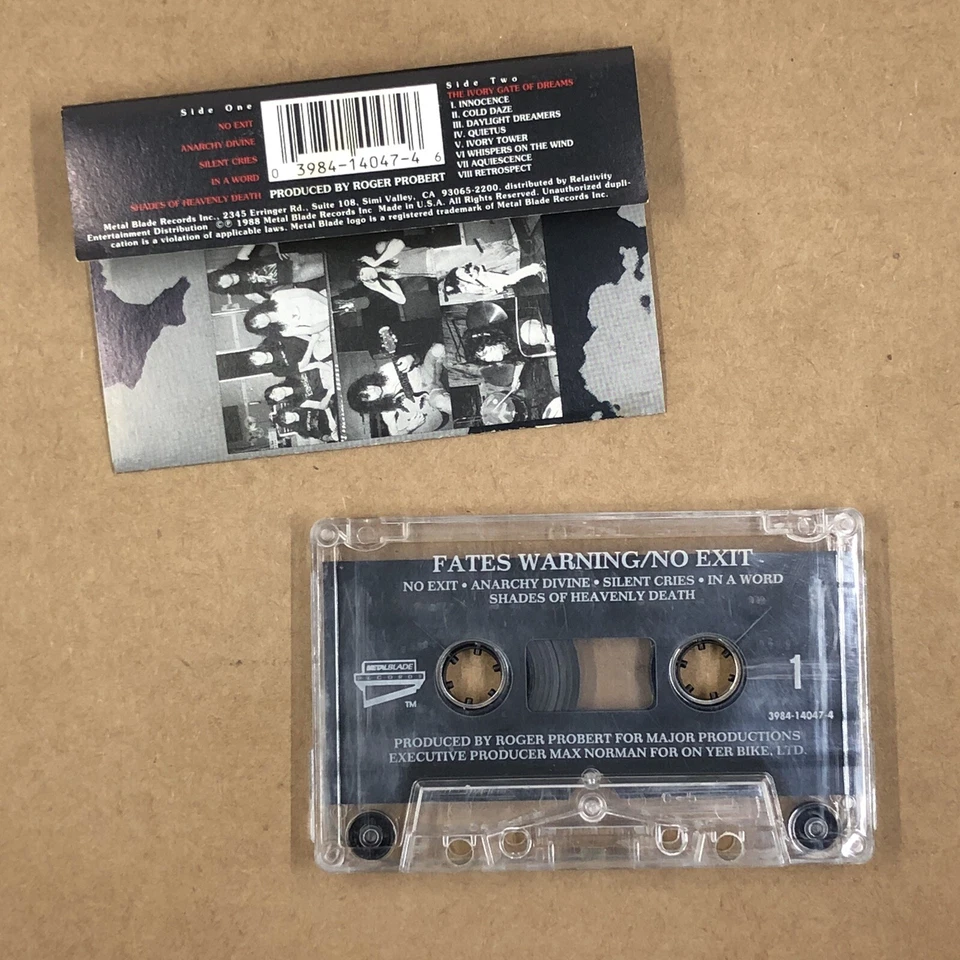 Side One
NO EXIT
ANARCHY DIVINE
SILENT CRIES
IN A WORD
SHADES OF HEAVENLY DEATH
0 3984-14047-4 6
PRODUCED BY ROGER PROBERT
Side Two
THE IVORY GATE OF DREAMS
I. INNOCENCE
II. COLD DAZE
III. DAYLIGHT DREAMERS
IV. QUIETUS
V. IVORY TOWER
VI WHISPERS ON THE WIND
VII AQUIESCENCE
VIII RETROSPECT
Metal Blade Records Inc., 2345 Erringer Rd., Suite 108, Simi Valley, CA 93065-2200. distributed by Relativity
Entertainment Distribution ©℗ 1988 Metal Blade Records Inc Made in U.S.A. All Rights Reserved. Unauthorized dupli-
cation is a violation of applicable laws. Metal Blade logo is a registered trademark of Metal Blade Records Inc.
FATES WARNING/NO EXIT
NO EXIT • ANARCHY DIVINE • SILENT CRIES • IN A WORD
SHADES OF HEAVENLY DEATH
METAL BLADE
RECORDS
TM
1
3984-14047-4
PRODUCED BY ROGER PROBERT FOR MAJOR PRODUCTIONS
EXECUTIVE PRODUCER MAX NORMAN FOR ON YER BIKE, LTD.